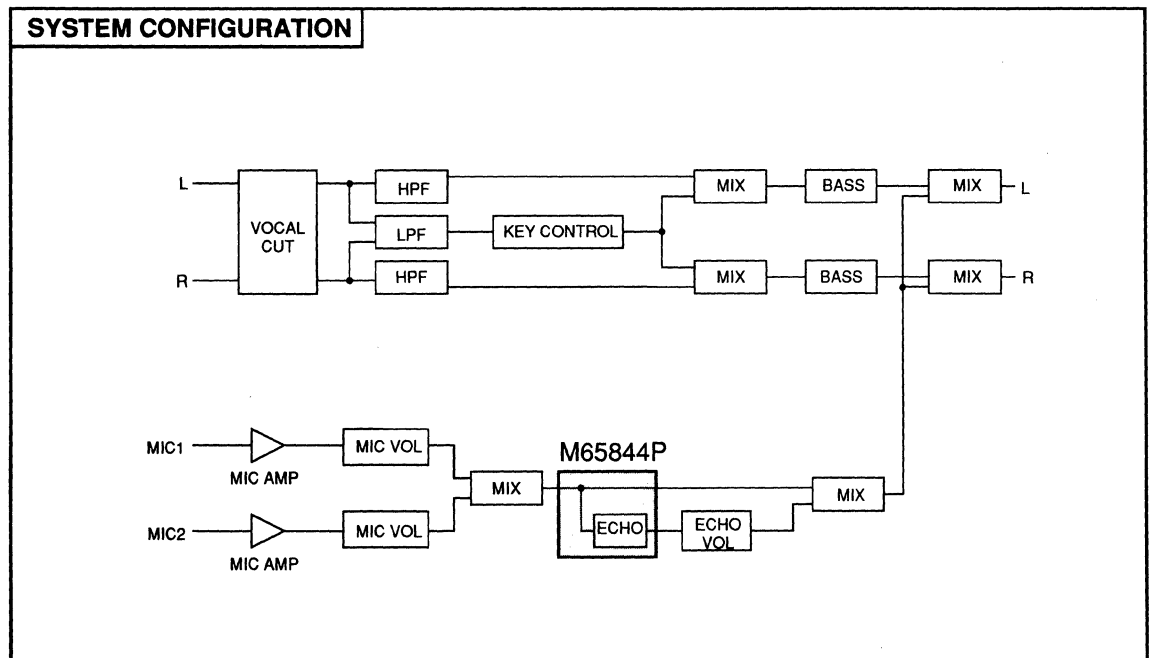 SYSTEM CONFIGURATION
L
HPF
MIX
BASS
MIX
L
VOCAL
CUT
LPF
KEY CONTROL
R
HPF
MIX
BASS
MIX
R
MIC1
MIC AMP
MIC VOL
M65844P
MIX
MIX
MIC2
MIC AMP
MIC VOL
ECHO
ECHO
VOL